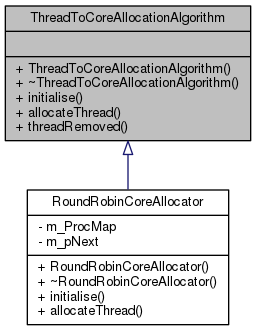 ThreadToCoreAllocationAlgorithm
+ ThreadToCoreAllocationAlgorithm()
+ ~ThreadToCoreAllocationAlgorithm()
+ initialise()
+ allocateThread()
+ threadRemoved()
RoundRobinCoreAllocator
- m_ProcMap
- m_pNext
+ RoundRobinCoreAllocator()
+ ~RoundRobinCoreAllocator()
+ initialise()
+ allocateThread()